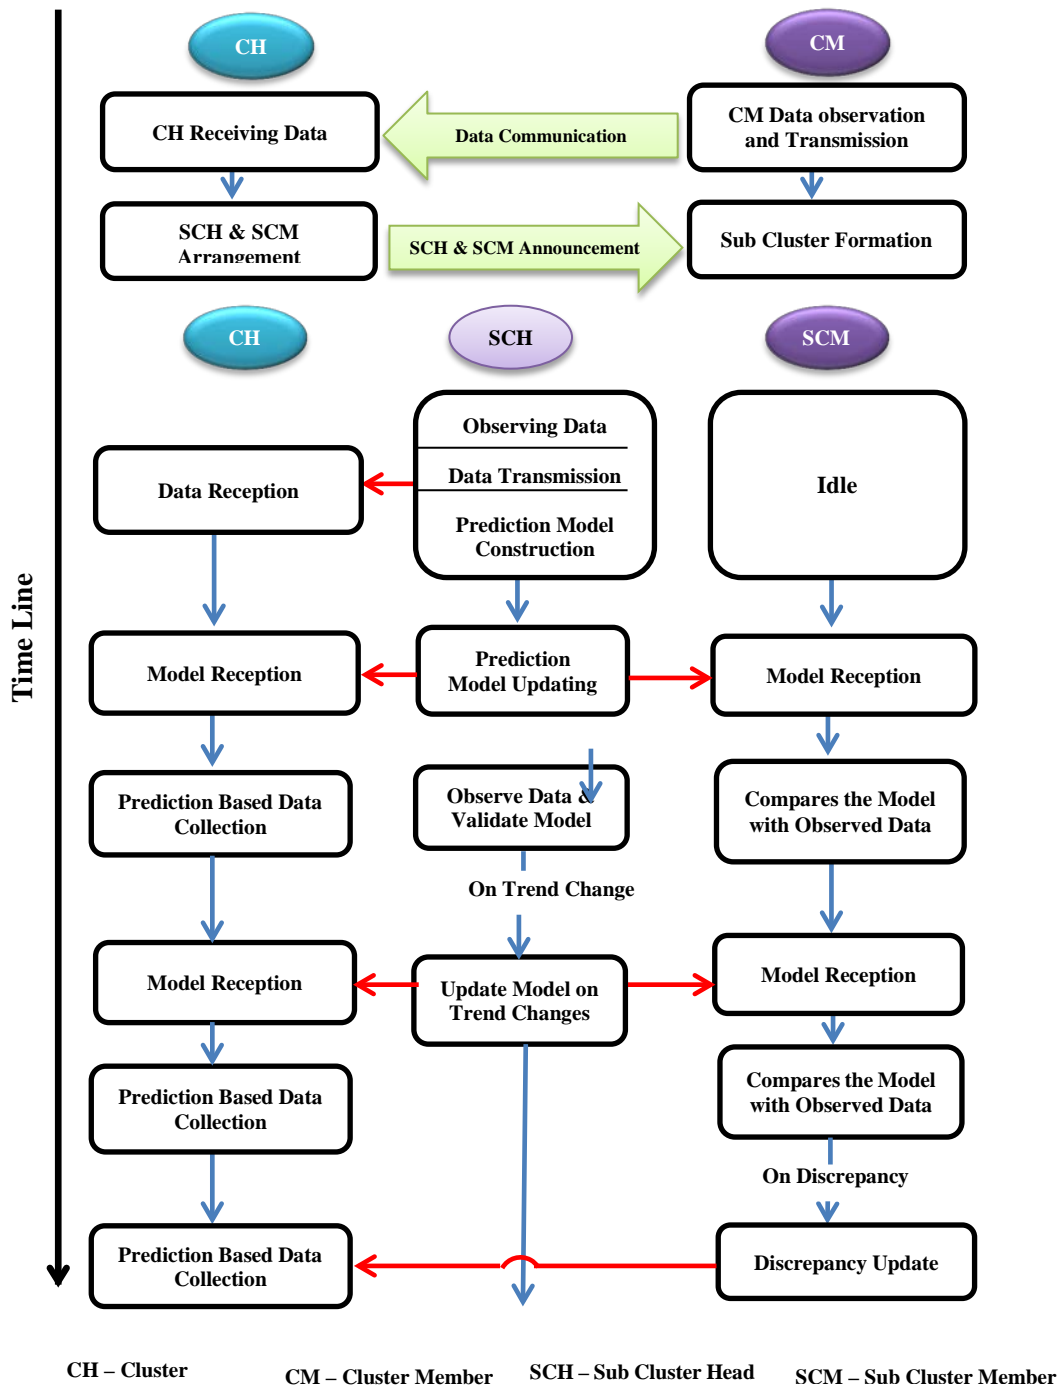 CH
CM
CH Receiving Data
Data Communication
CM Data observation
and Transmission
SCH & SCM
Arrangement
SCH & SCM Announcement
Sub Cluster Formation
CH
SCH
SCM
Observing Data
Data Transmission
Prediction Model
Construction
Data Reception
Idle
Time Line
Model Reception
Prediction
Model Updating
Model Reception
Prediction Based Data
Collection
Observe Data &
Validate Model
Compares the Model
with Observed Data
On Trend Change
Model Reception
Update Model on
Trend Changes
Model Reception
Prediction Based Data
Collection
Compares the Model
with Observed Data
On Discrepancy
Prediction Based Data
Collection
Discrepancy Update
CH – Cluster
CM – Cluster Member
SCH – Sub Cluster Head
SCM – Sub Cluster Member